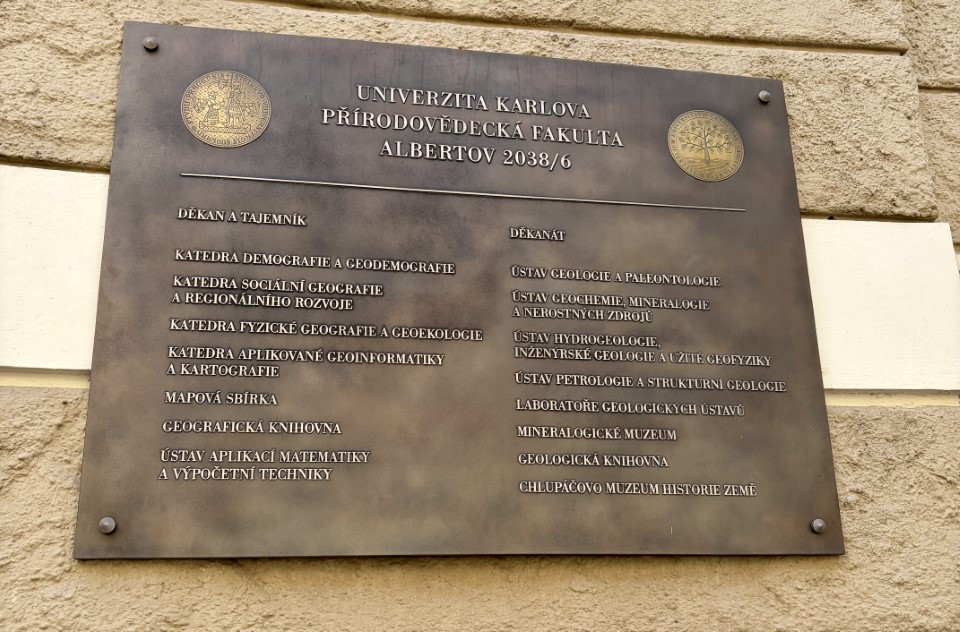 UNIVERZITA KARLOVA
PŘÍRODOVĚDECKÁ FAKULTA
ALBERTOV 2038/6
DĚKAN A TAJEMNÍK
KATEDRA DEMOGRAFIE A GEODEMOGRAFIE
KATEDRA SOCIÁLNÍ GEOGRAFIE
A REGIONÁLNÍHO ROZVOJE
KATEDRA FYZICKÉ GEOGRAFIE A GEOEKOLOGIE
KATEDRA APLIKOVANÉ GEOINFORMATIKY
A KARTOGRAFIE
MAPOVÁ SBÍRKA
GEOGRAFICKÁ KNIHOVNA
ÚSTAV APLIKACÍ MATEMATIKY
A VÝPOČETNÍ TECHNIKY
DĚKANÁT
ÚSTAV GEOLOGIE A PALEONTOLOGIE
ÚSTAV GEOCHEMIE, MINERALOGIE
A NEROSTNÝCH ZDROJŮ
ÚSTAV HYDROGEOLOGIE,
INŽENÝRSKÉ GEOLOGIE A UŽITÉ GEOFYZIKY
ÚSTAV PETROLOGIE A STRUKTURNÍ GEOLOGIE
LABORATOŘE GEOLOGICKÝCH ÚSTAVŮ
MINERALOGICKÉ MUZEUM
GEOLOGICKÁ KNIHOVNA
CHLUPÁČOVO MUZEUM HISTORIE ZEMĚ